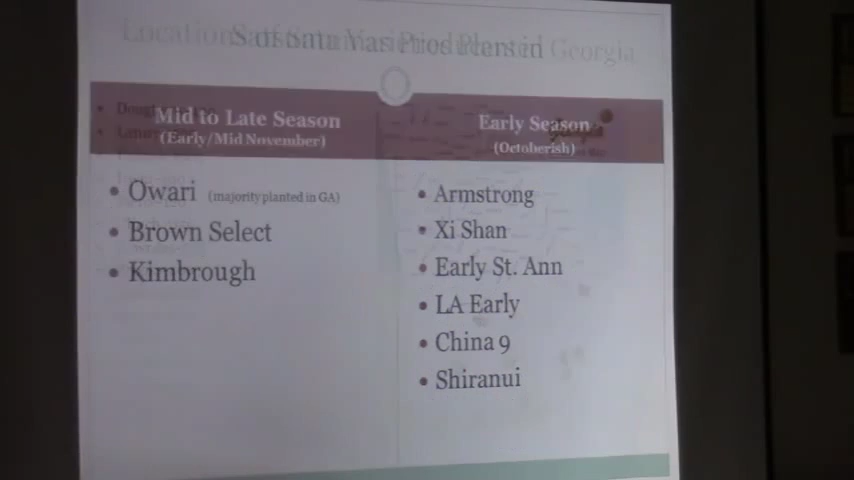 Mid to Late Season
(Early/Mid November)
• Owari (majority planted in GA)
• Brown Select
• Kimbrough
Early Season
(Octoberish)
• Armstrong
• Xi Shan
• Early St. Ann
• LA Early
• China 9
• Shiranui